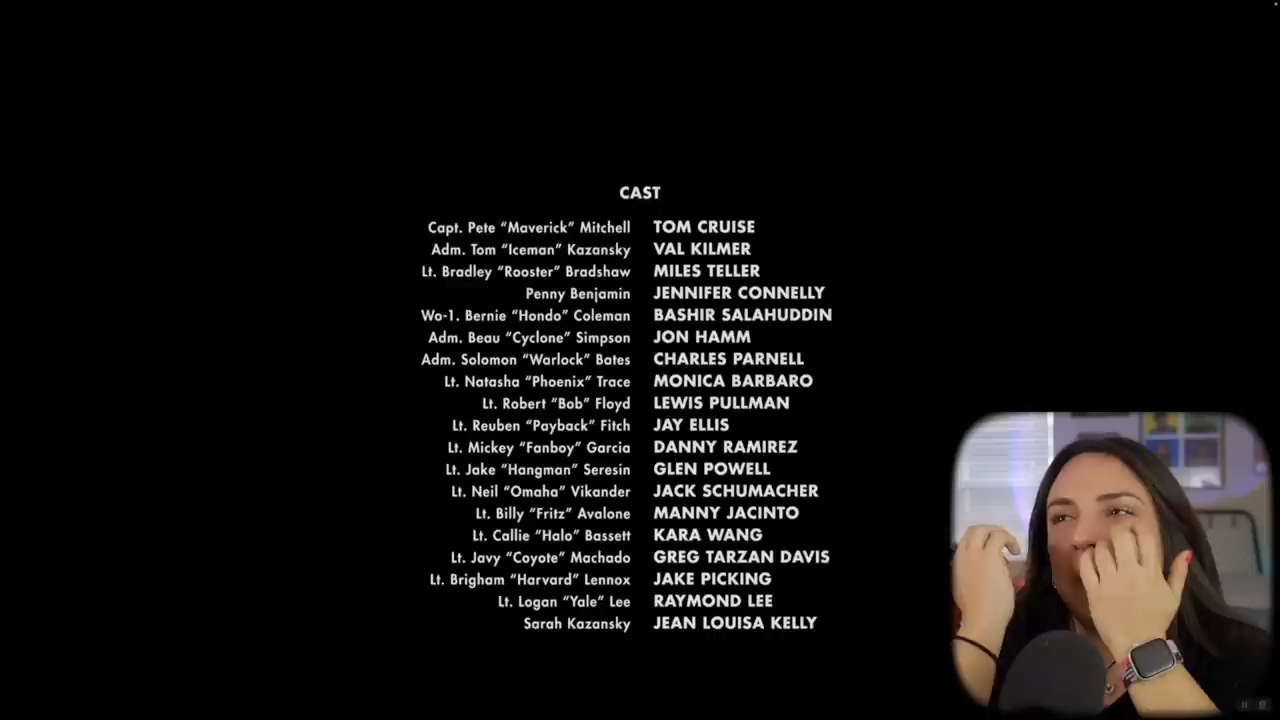 CAST
Capt. Pete “Maverick” Mitchell TOM CRUISE
Adm. Tom “Iceman” Kazansky VAL KILMER
Lt. Bradley “Rooster” Bradshaw MILES TELLER
Penny Benjamin JENNIFER CONNELLY
Wo-1. Bernie “Hondo” Coleman BASHIR SALAHUDDIN
Adm. Beau “Cyclone” Simpson JON HAMM
Adm. Solomon “Warlock” Bates CHARLES PARNELL
Lt. Natasha “Phoenix” Trace MONICA BARBARO
Lt. Robert “Bob” Floyd LEWIS PULLMAN
Lt. Reuben “Payback” Fitch JAY ELLIS
Lt. Mickey “Fanboy” Garcia DANNY RAMIREZ
Lt. Jake “Hangman” Seresin GLEN POWELL
Lt. Neil “Omaha” Vikander JACK SCHUMACHER
Lt. Billy “Fritz” Avalone MANNY JACINTO
Lt. Callie “Halo” Bassett KARA WANG
Lt. Javy “Coyote” Machado GREG TARZAN DAVIS
Lt. Brigham “Harvard” Lennox JAKE PICKING
Lt. Logan “Yale” Lee RAYMOND LEE
Sarah Kazansky JEAN LOUISA KELLY